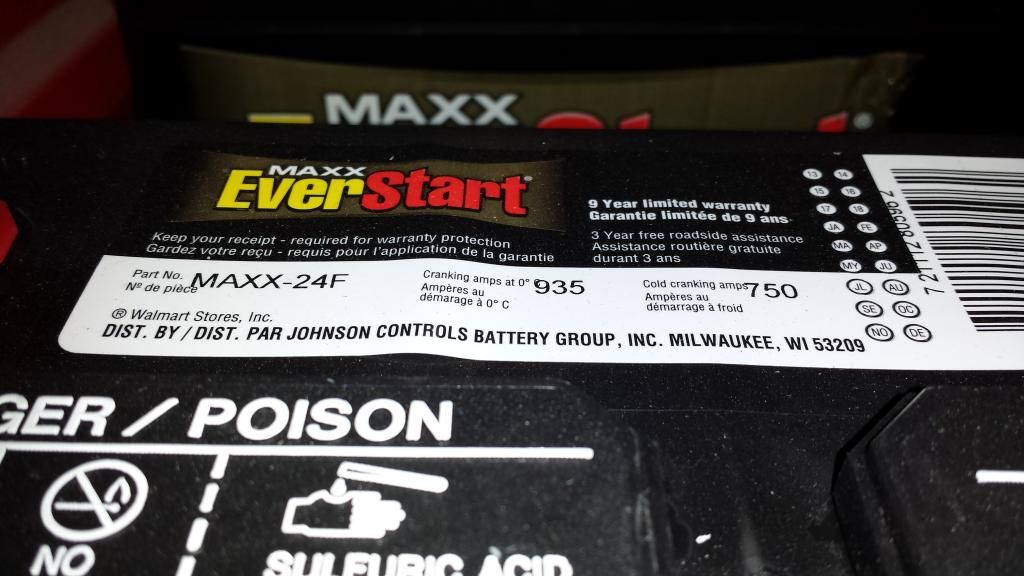 MAXX
MAXX
EverStart®
9 Year limited warranty
Garantie limitée de 9 ans
Keep your receipt - required for warranty protection
Gardez votre reçu - requis pour l'application de la garantie
3 Year free roadside assistance
Assistance routière gratuite
durant 3 ans
13 14
15 16
17 18
JA FE
MA AP
MY JU
JL AU
SE OC
NO DE
Part No.
Nº de pièce
MAXX-24F
Cranking amps at 0°
Ampères au
démarrage à 0° C
935
Cold cranking amps
Ampères au
démarrage à froid
750
® Walmart Stores, Inc.
DIST. BY / DIST. PAR JOHNSON CONTROLS BATTERY GROUP, INC. MILWAUKEE, WI 53209
GER / POISON
NO
SULFURIC ACID